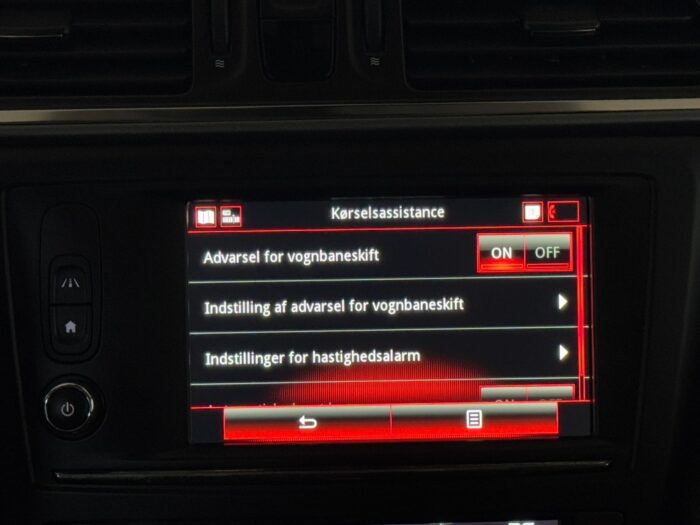 Kørselsassistance
Advarsel for vognbaneskift
ON OFF
Indstilling af advarsel for vognbaneskift
Indstillinger for hastighedsalarm